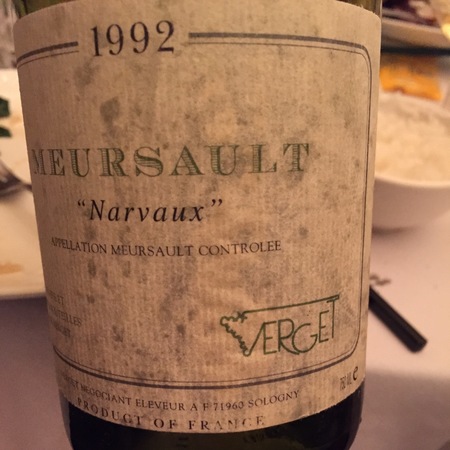 1992
MEURSAULT
“Narvaux”
APPELLATION MEURSAULT CONTROLEE
VERGET
NEGOCIANT ELEVEUR A F 71960 SOLOGNY
PRODUCT OF FRANCE